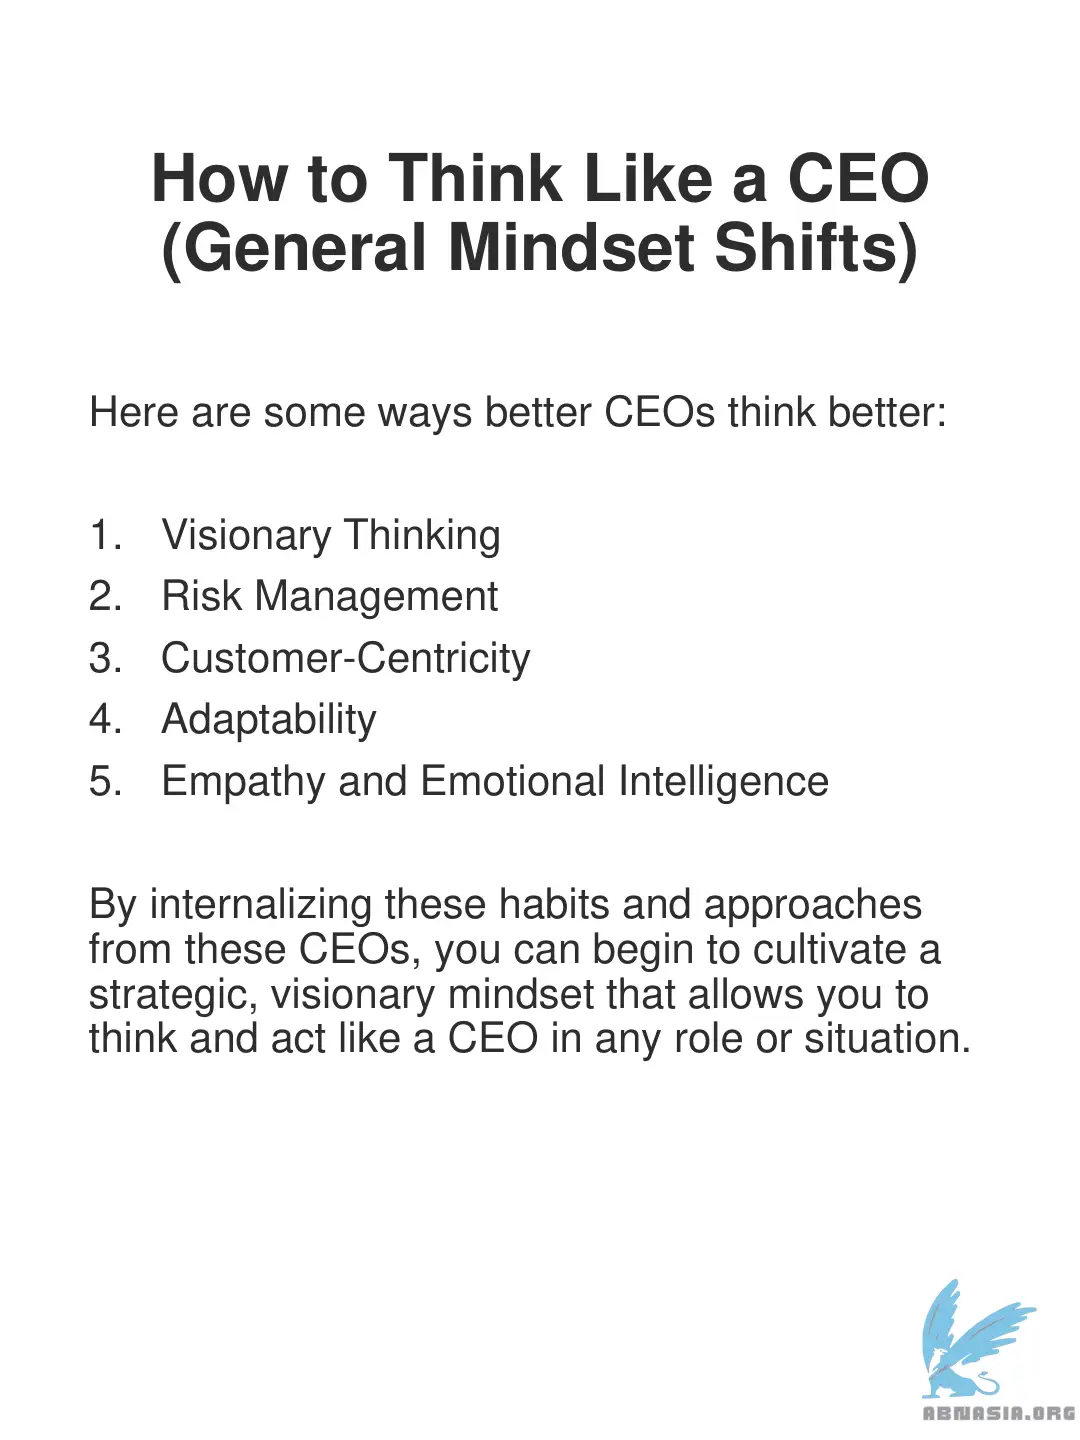 How to Think Like a CEO
(General Mindset Shifts)
Here are some ways better CEOs think better:
1. Visionary Thinking
2. Risk Management
3. Customer-Centricity
4. Adaptability
5. Empathy and Emotional Intelligence
By internalizing these habits and approaches
from these CEOs, you can begin to cultivate a
strategic, visionary mindset that allows you to
think and act like a CEO in any role or situation.
ABNASIA.ORG